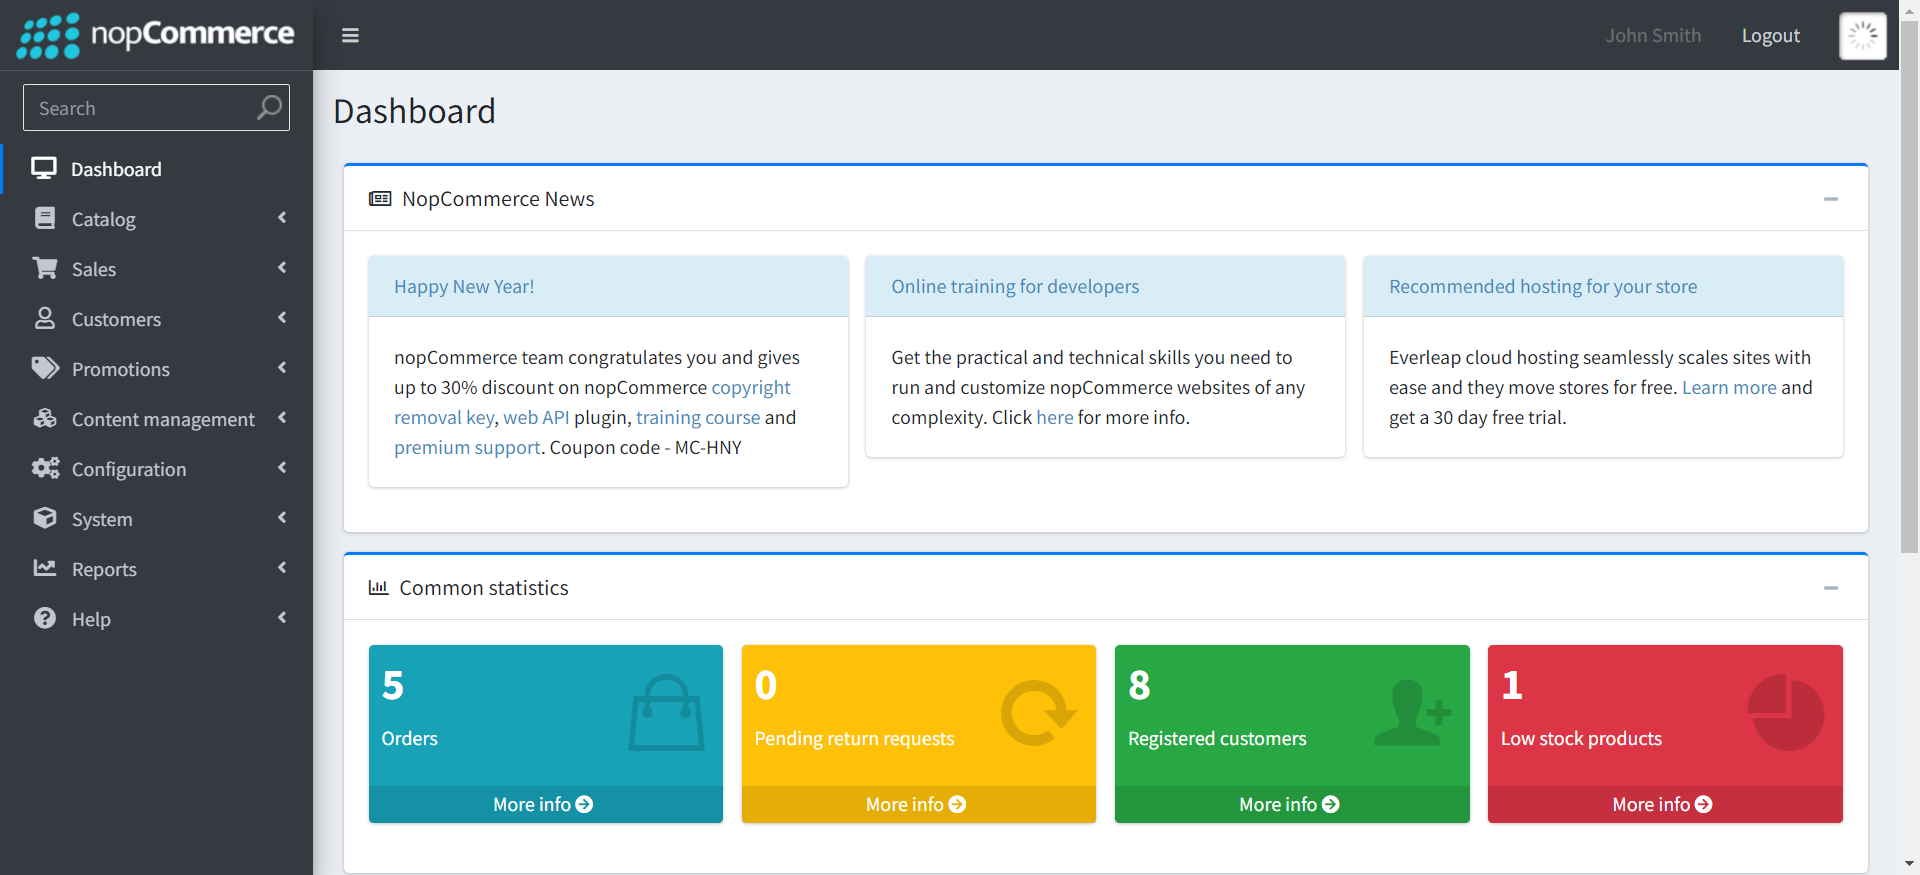 nopCommerce
John Smith
Logout
Search
Dashboard
Catalog
Sales
Customers
Promotions
Content management
Configuration
System
Reports
Help
Dashboard
NopCommerce News
Happy New Year!
nopCommerce team congratulates you and gives
up to 30% discount on nopCommerce copyright
removal key, web API plugin, training course and
premium support. Coupon code - MC-HNY
Online training for developers
Get the practical and technical skills you need to
run and customize nopCommerce websites of any
complexity. Click here for more info.
Recommended hosting for your store
Everleap cloud hosting seamlessly scales sites with
ease and they move stores for free. Learn more and
get a 30 day free trial.
Common statistics
5
Orders
More info
0
Pending return requests
More info
8
Registered customers
More info
1
Low stock products
More info